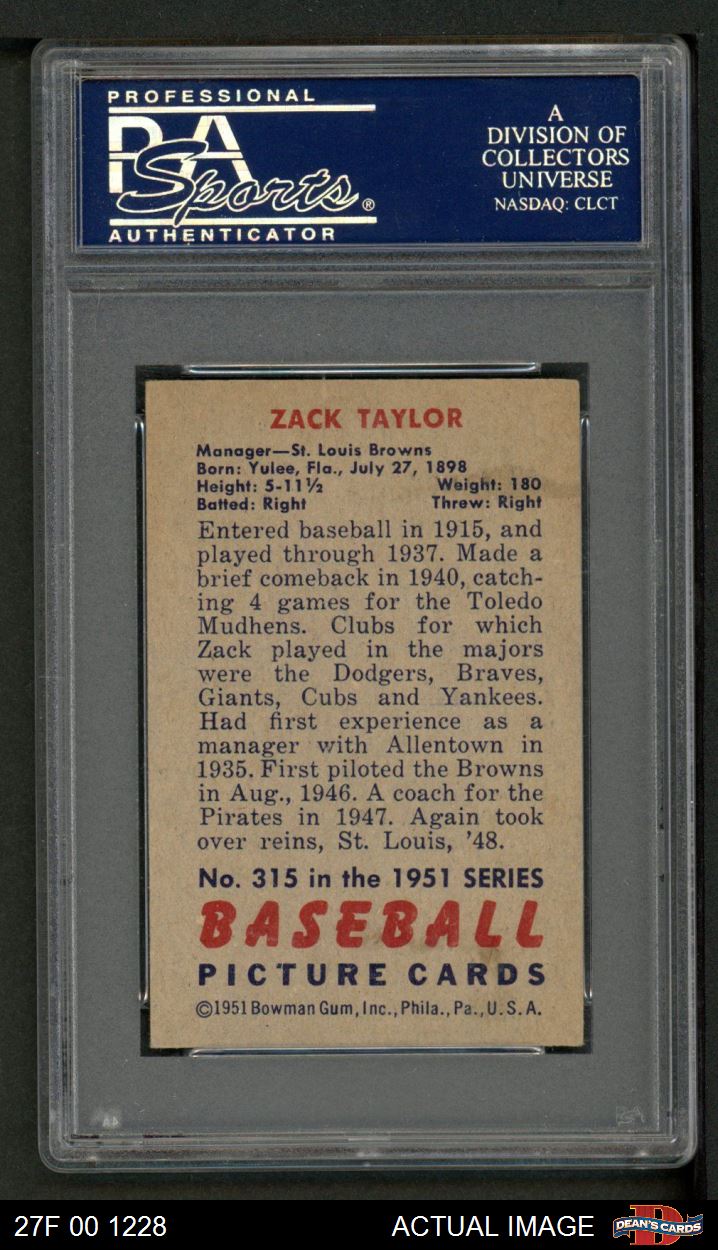 PROFESSIONAL
PSA
Sports®
AUTHENTICATOR
A
DIVISION OF
COLLECTORS
UNIVERSE
NASDAQ: CLCT
ZACK TAYLOR
Manager—St. Louis Browns
Born: Yulee, Fla., July 27, 1898
Height: 5-11½ Weight: 180
Batted: Right Threw: Right
Entered baseball in 1915, and
played through 1937. Made a
brief comeback in 1940, catch-
ing 4 games for the Toledo
Mudhens. Clubs for which
Zack played in the majors
were the Dodgers, Braves,
Giants, Cubs and Yankees.
Had first experience as a
manager with Allentown in
1935. First piloted the Browns
in Aug., 1946. A coach for the
Pirates in 1947. Again took
over reins, St. Louis, '48.
No. 315 in the 1951 SERIES
BASEBALL
PICTURE CARDS
©1951 Bowman Gum, Inc., Phila., Pa., U.S.A.
27F 00 1228 ACTUAL IMAGE DEAN'S CARDS